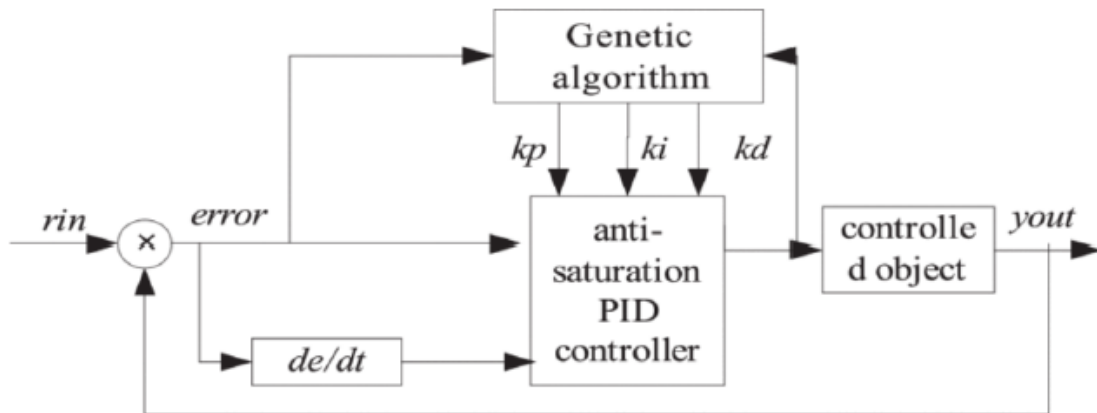 Genetic
algorithm
kp
ki
kd
rin
error
yout
×
anti-
saturation
PID
controller
controlle
d object
de/dt